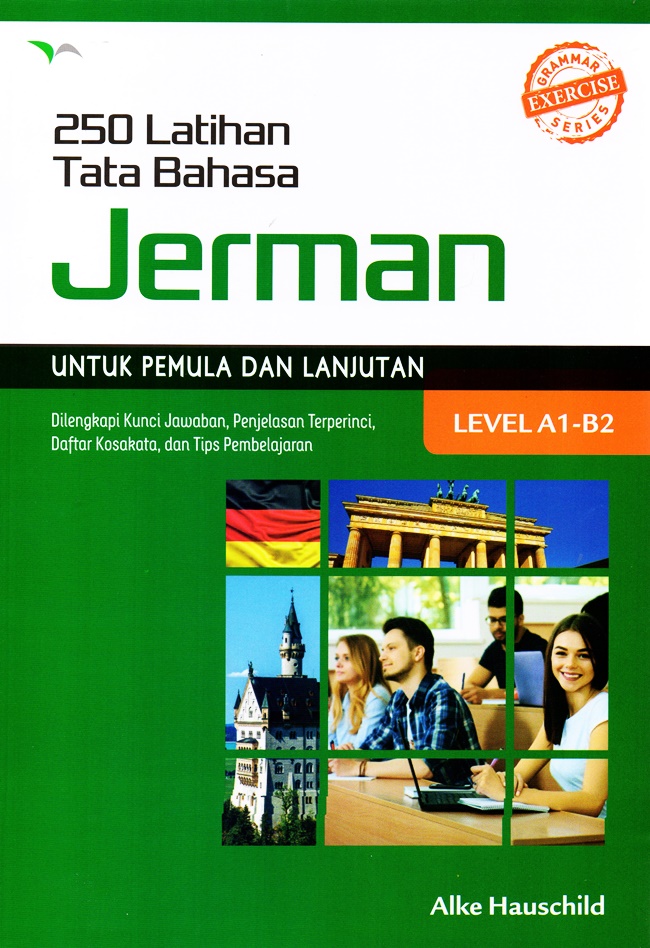 GRAMMAR
EXERCISE
SERIES
250 Latihan
Tata Bahasa
Jerman
UNTUK PEMULA DAN LANJUTAN
Dilengkapi Kunci Jawaban, Penjelasan Terperinci,
Daftar Kosakata, dan Tips Pembelajaran
LEVEL A1-B2
Alke Hauschild